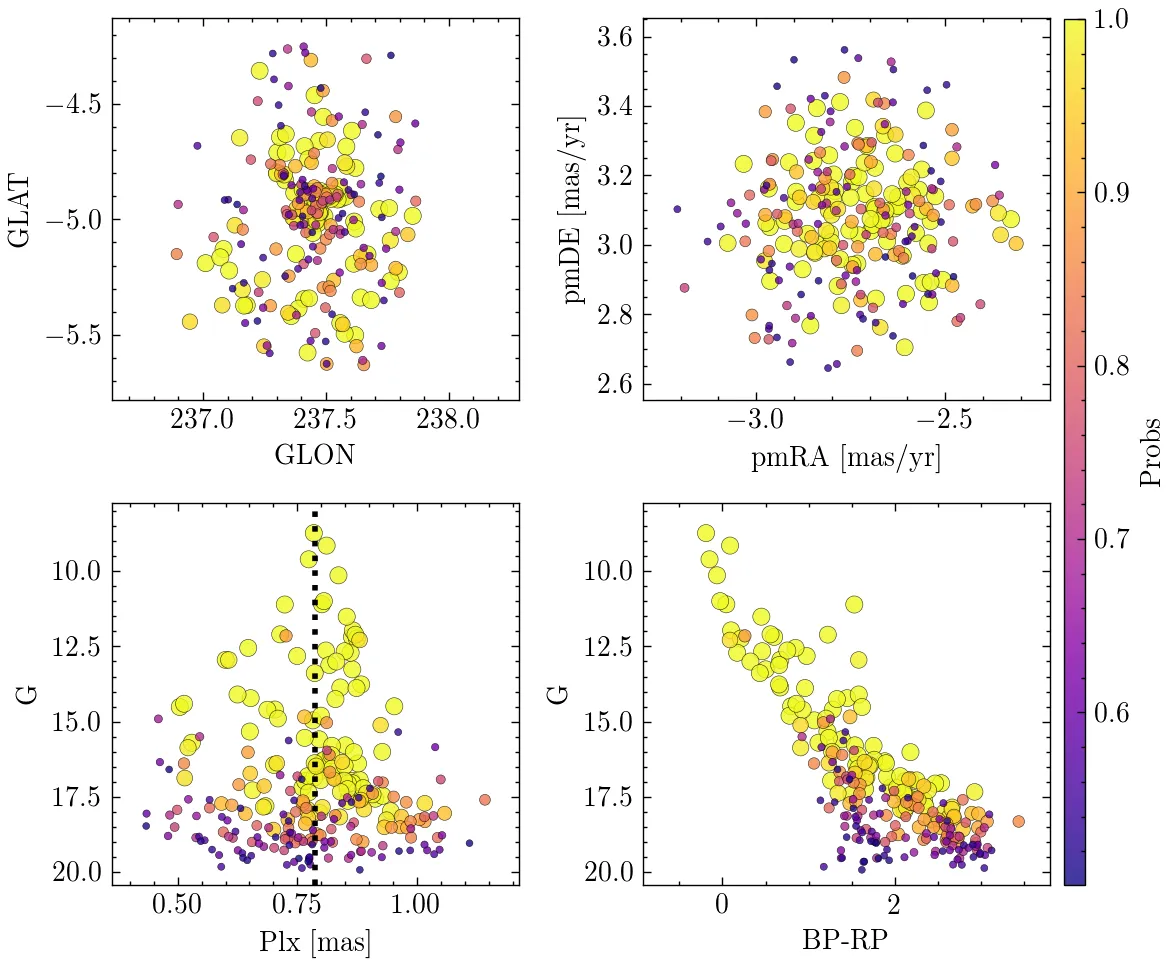 GLAT
−4.5
−5.0
−5.5
237.0 237.5 238.0
GLON
pmDE [mas/yr]
3.6
3.4
3.2
3.0
2.8
2.6
−3.0 −2.5
pmRA [mas/yr]
G
10.0
12.5
15.0
17.5
20.0
0.50 0.75 1.00
Plx [mas]
G
10.0
12.5
15.0
17.5
20.0
0 2
BP-RP
1.0
0.9
0.8
0.7
0.6
Probs